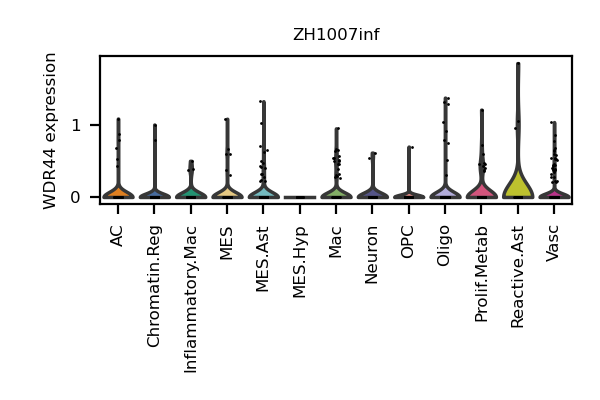 ZH1007inf
WDR44 expression
1
0
AC
Chromatin.Reg
Inflammatory.Mac
MES
MES.Ast
MES.Hyp
Mac
Neuron
OPC
Oligo
Prolif.Metab
Reactive.Ast
Vasc